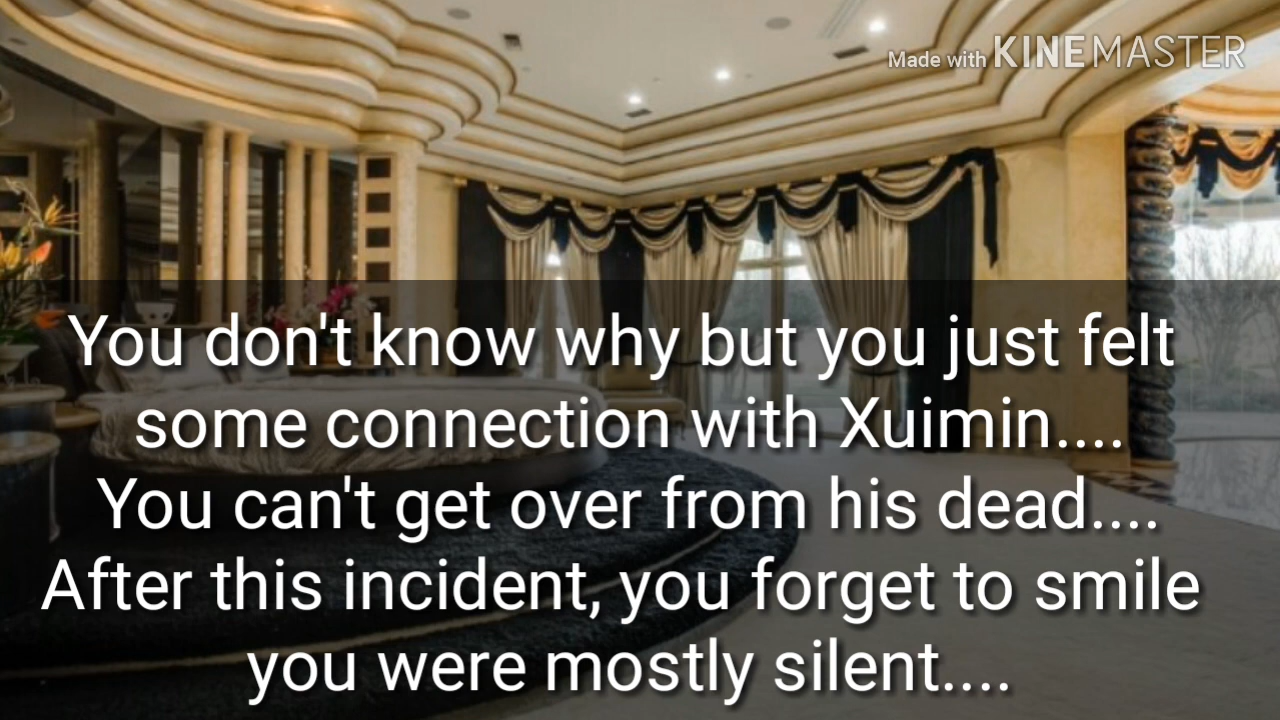 Made with KINEMASTER
You don't know why but you just felt
some connection with Xuimin....
You can't get over from his dead....
After this incident, you forget to smile
you were mostly silent....